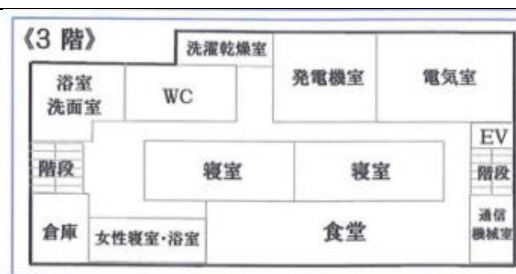 《3 階》
洗濯乾燥室
浴室
洗面室
WC
発電機室
電気室
EV
階段
寝室
寝室
階段
倉庫
女性寝室・浴室
食堂
通信
機械室